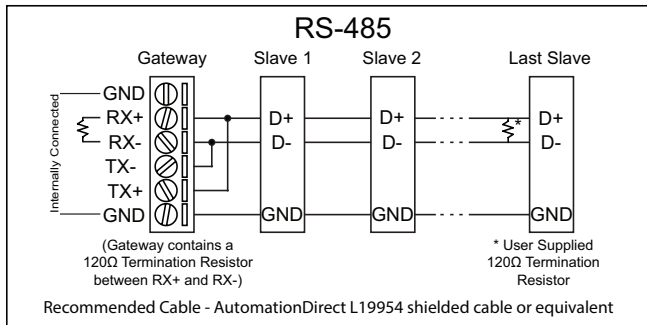 RS-485
Gateway Slave 1 Slave 2 Last Slave
Internally Connected
GND
RX+ D+ D+ * D+
RX- D- D- D-
TX-
TX+
GND GND GND GND
(Gateway contains a
120Ω Termination Resistor
between RX+ and RX-)
* User Supplied
120Ω Termination
Resistor
Recommended Cable - AutomationDirect L19954 shielded cable or equivalent